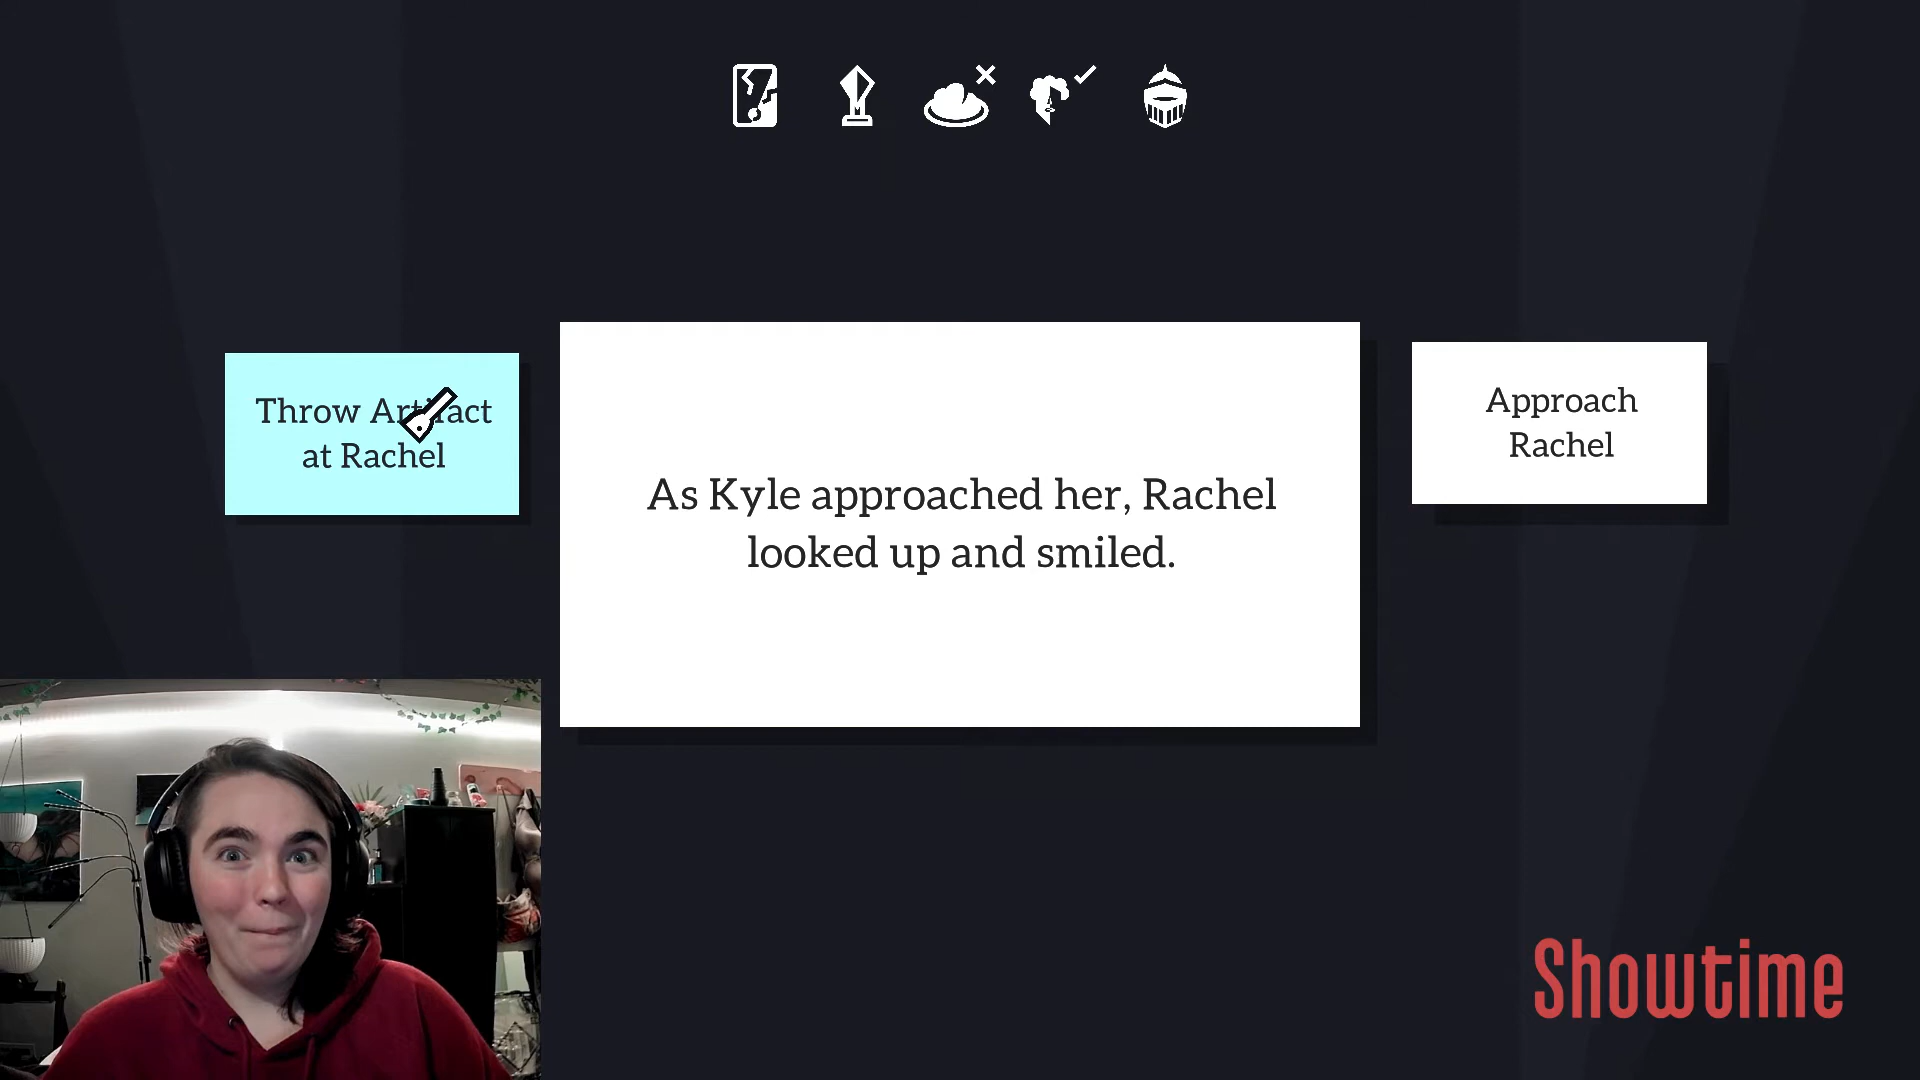 Throw Artifact
at Rachel
As Kyle approached her, Rachel
looked up and smiled.
Approach
Rachel
Showtime